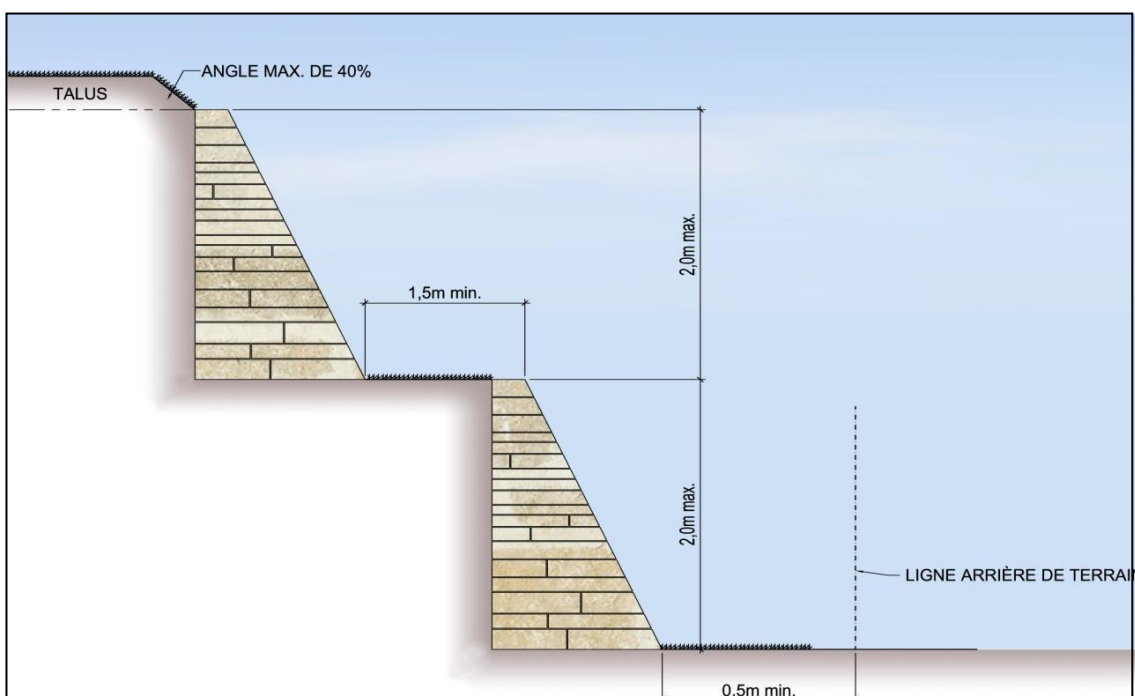 ANGLE MAX. DE 40%
TALUS
2,0m max.
1,5m min.
2,0m max.
LIGNE ARRIÈRE DE TERRAIN
0,5m min.